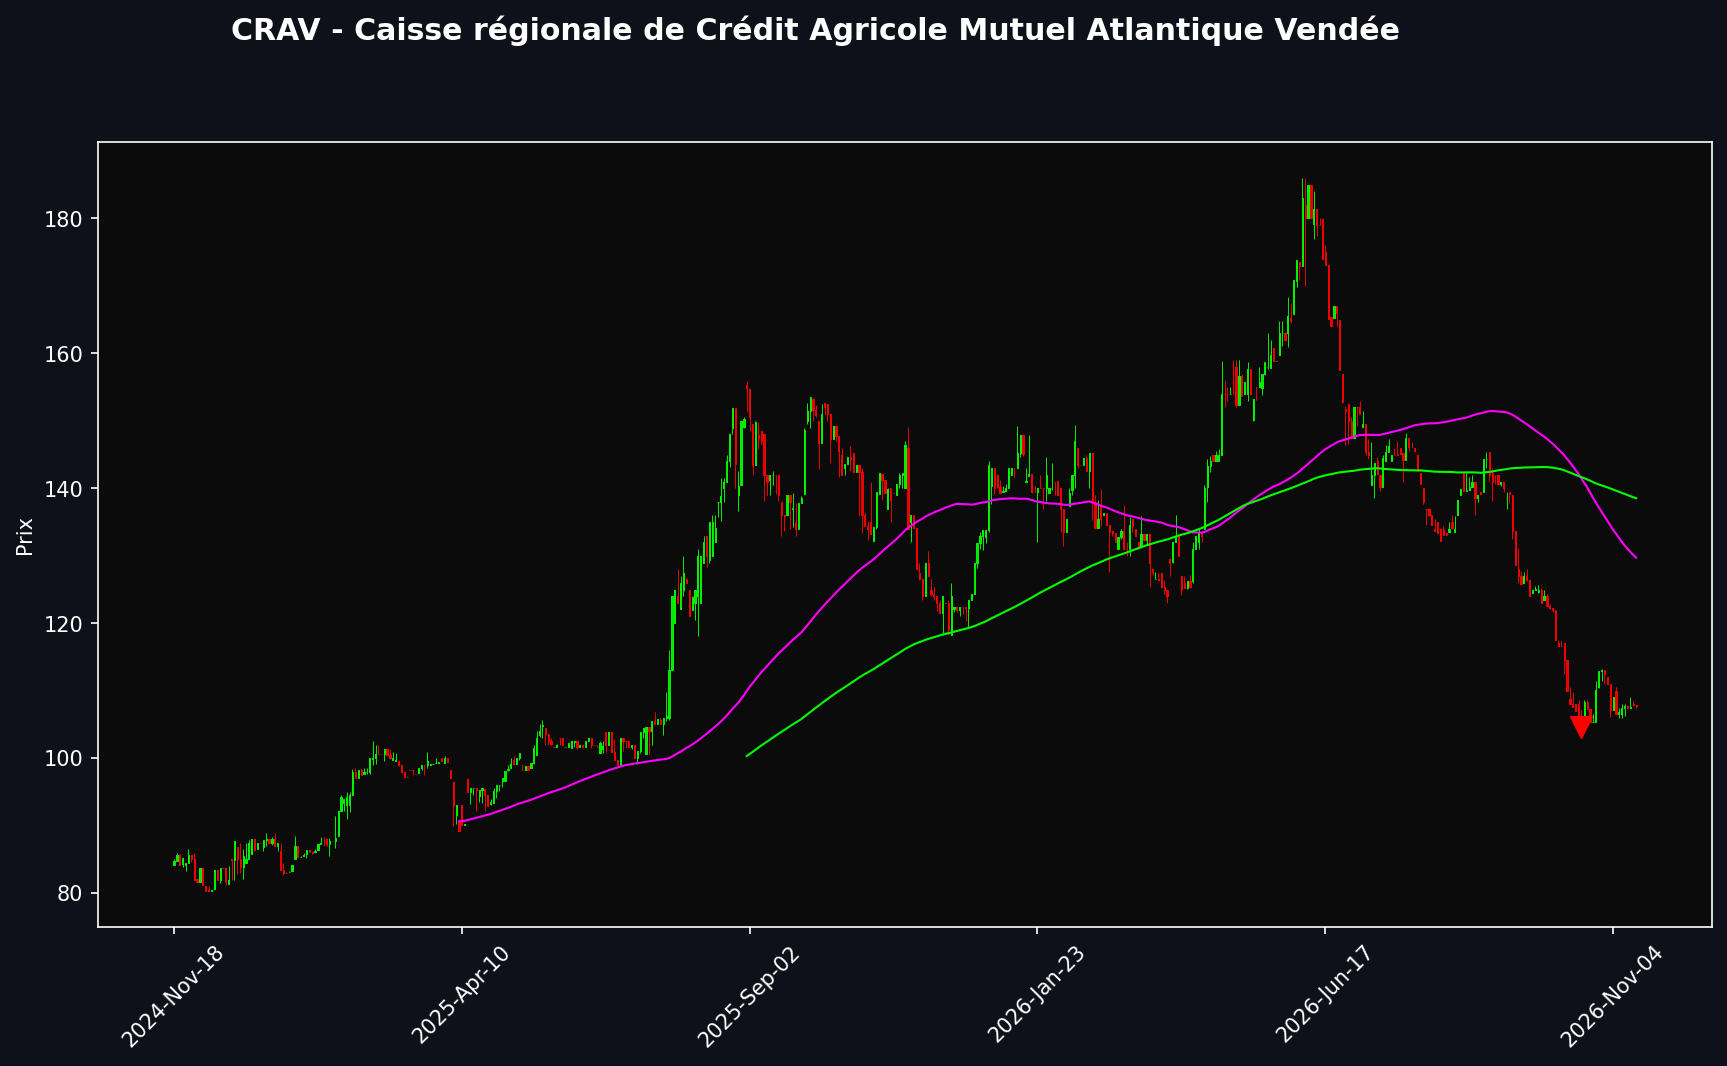 CRAV - Caisse régionale de Crédit Agricole Mutuel Atlantique Vendée
Prix
180
160
140
120
100
80
2024-Nov-18
2025-Apr-10
2025-Sep-02
2026-Jan-23
2026-Jun-17
2026-Nov-04